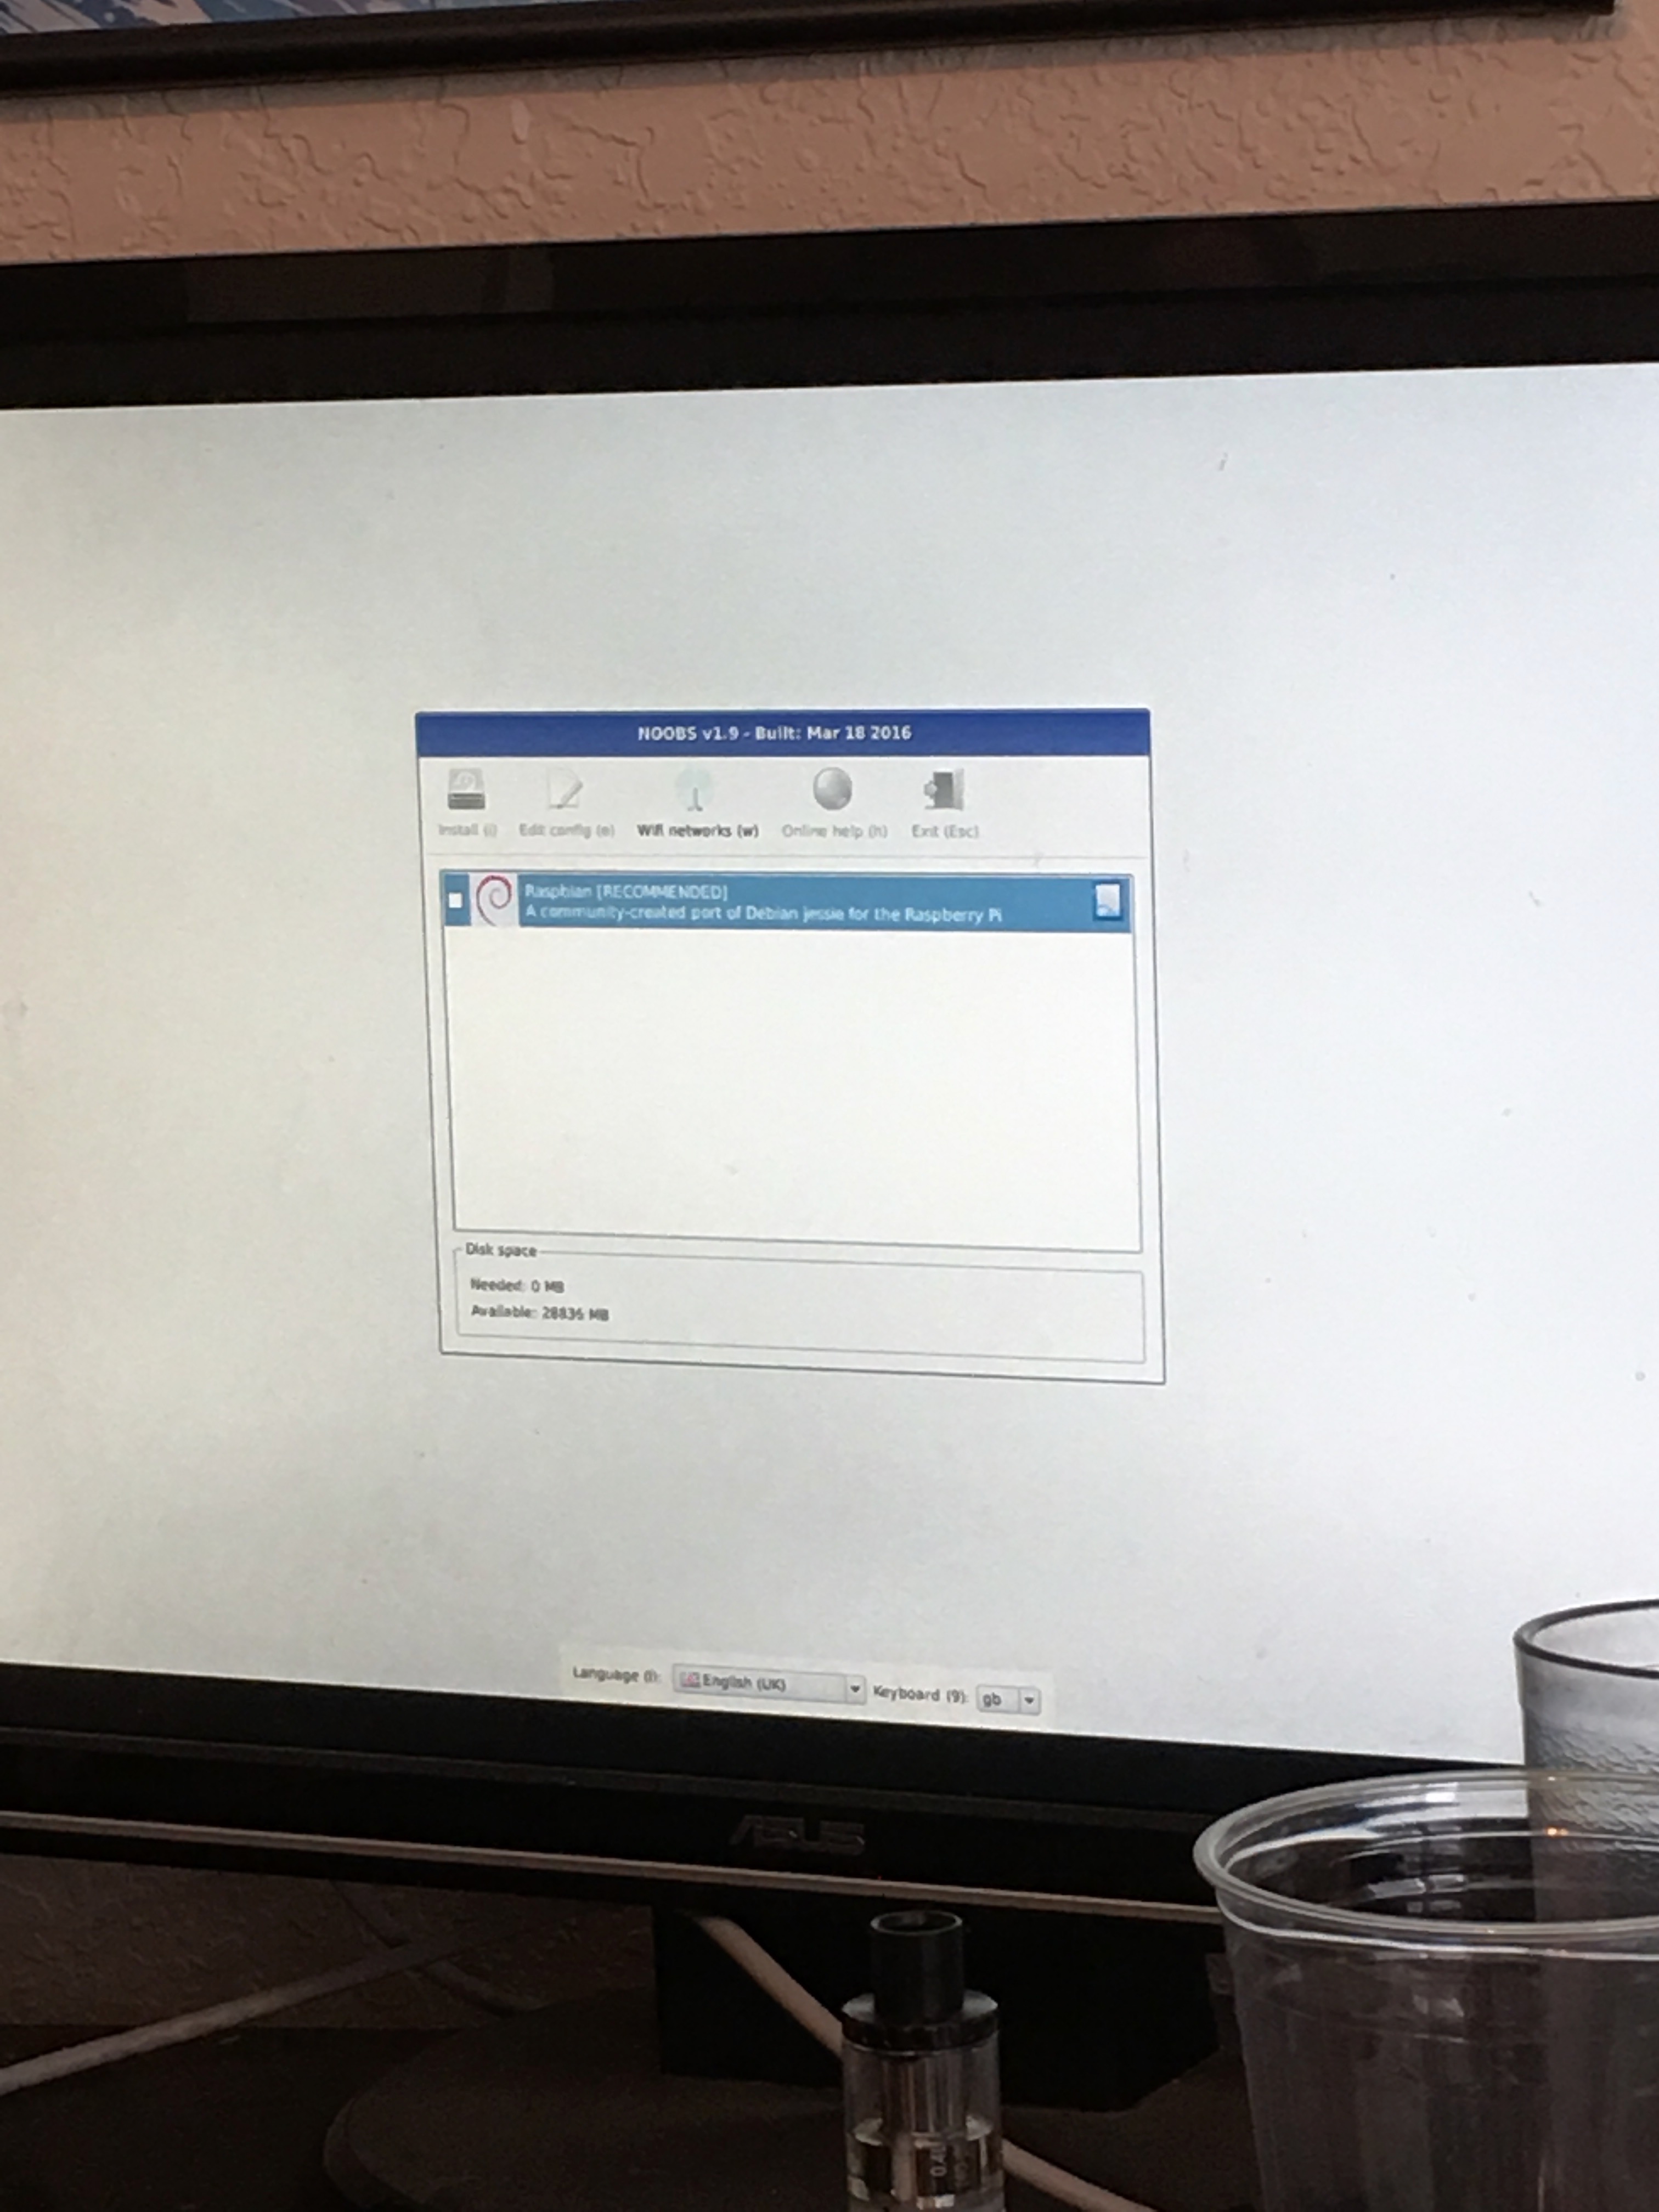 NOOBS v1.9 - Built: Mar 18 2016
Install (i) Edit config (e) Wifi networks (w) Online help (h) Exit (Esc)
Raspbian [RECOMMENDED]
A community-created port of Debian jessie for the Raspberry Pi
Disk space
Needed: 0 MB
Available: 28836 MB
Language (l): English (UK) Keyboard (9): gb
ASUS